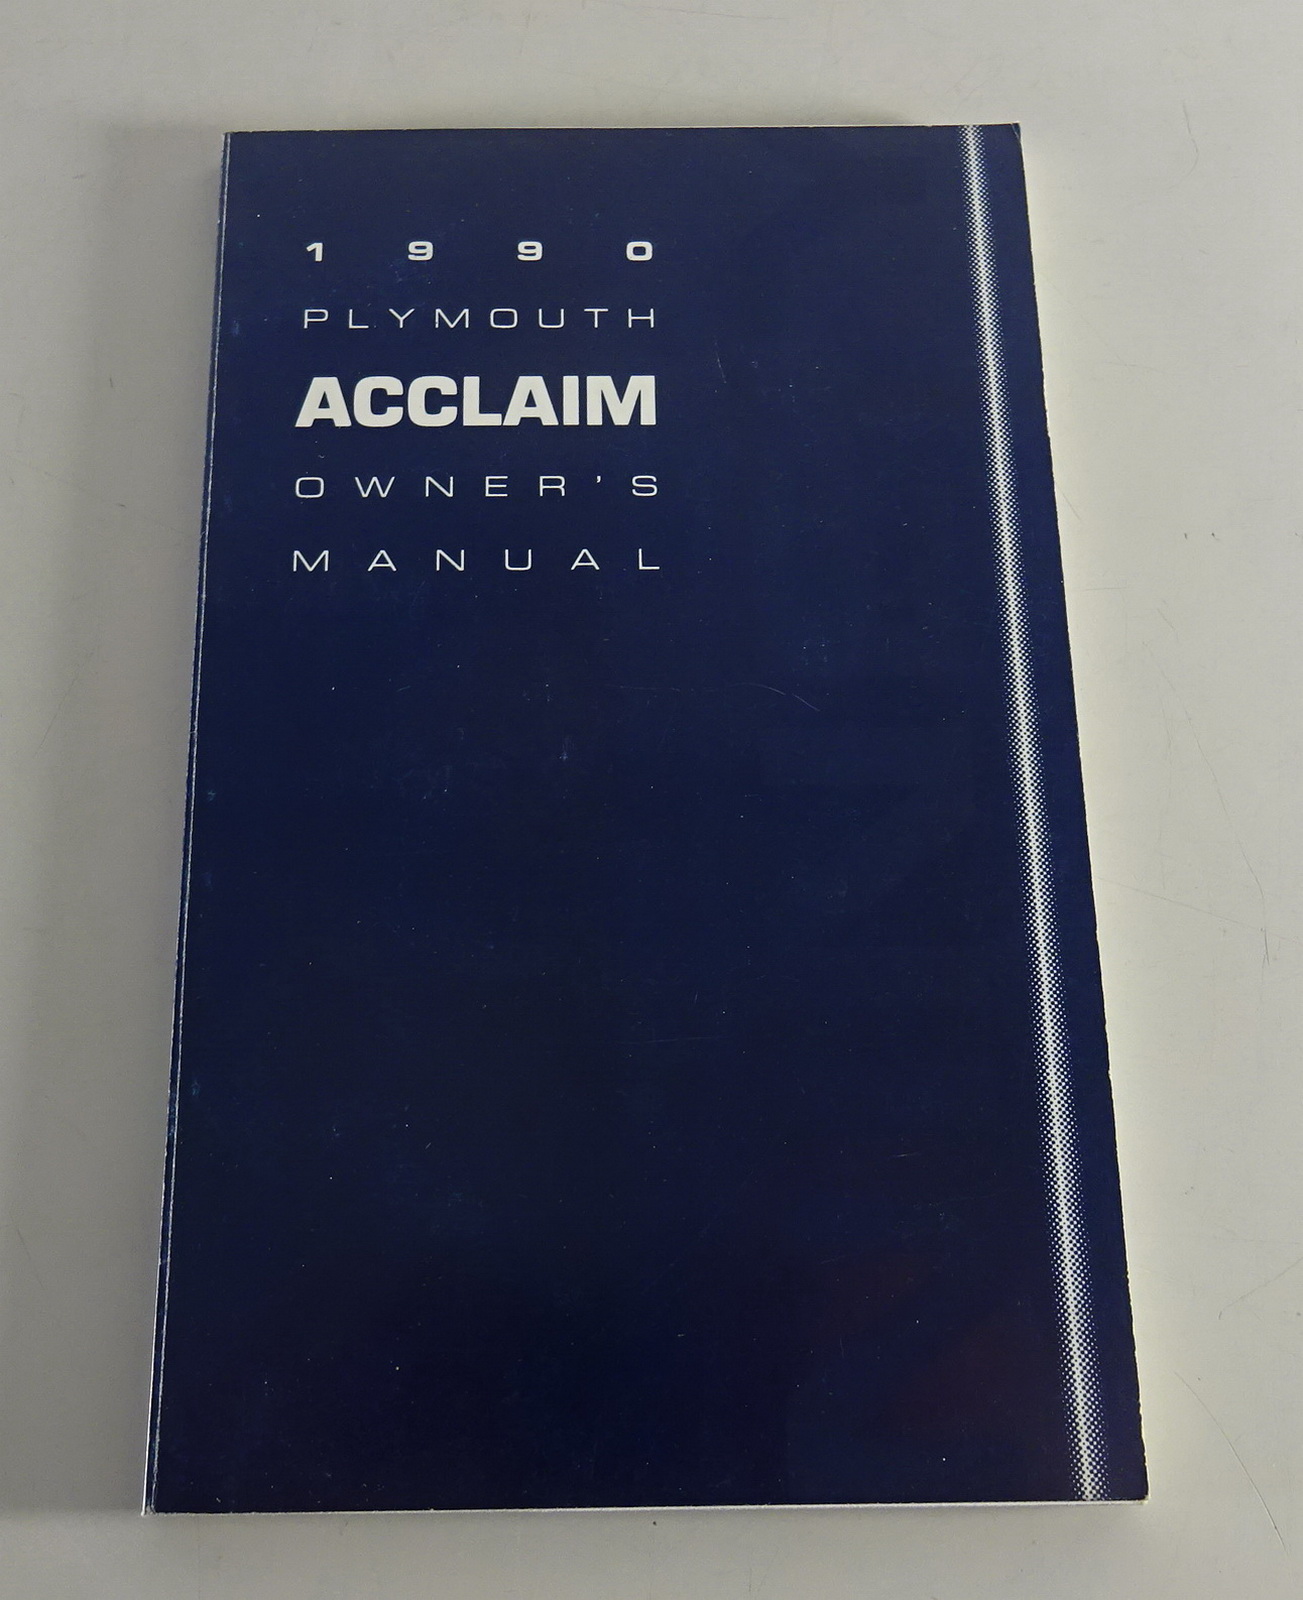 1990
PLYMOUTH
ACCLAIM
OWNER'S
MANUAL